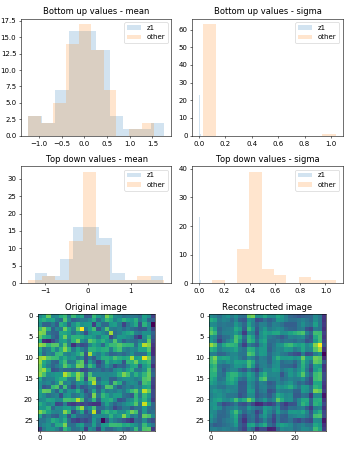 Bottom up values - mean
17.5
15.0
12.5
10.0
7.5
5.0
2.5
0.0
−1.0 −0.5 0.0 0.5 1.0 1.5
z1
other
Bottom up values - sigma
60
50
40
30
20
10
0
0.0 0.2 0.4 0.6 0.8 1.0
z1
other
Top down values - mean
30
25
20
15
10
5
0
−1 0 1
z1
other
Top down values - sigma
40
30
20
10
0
0.0 0.2 0.4 0.6 0.8 1.0
z1
other
Original image
0
5
10
15
20
25
0 10 20
Reconstructed image
0
5
10
15
20
25
0 10 20